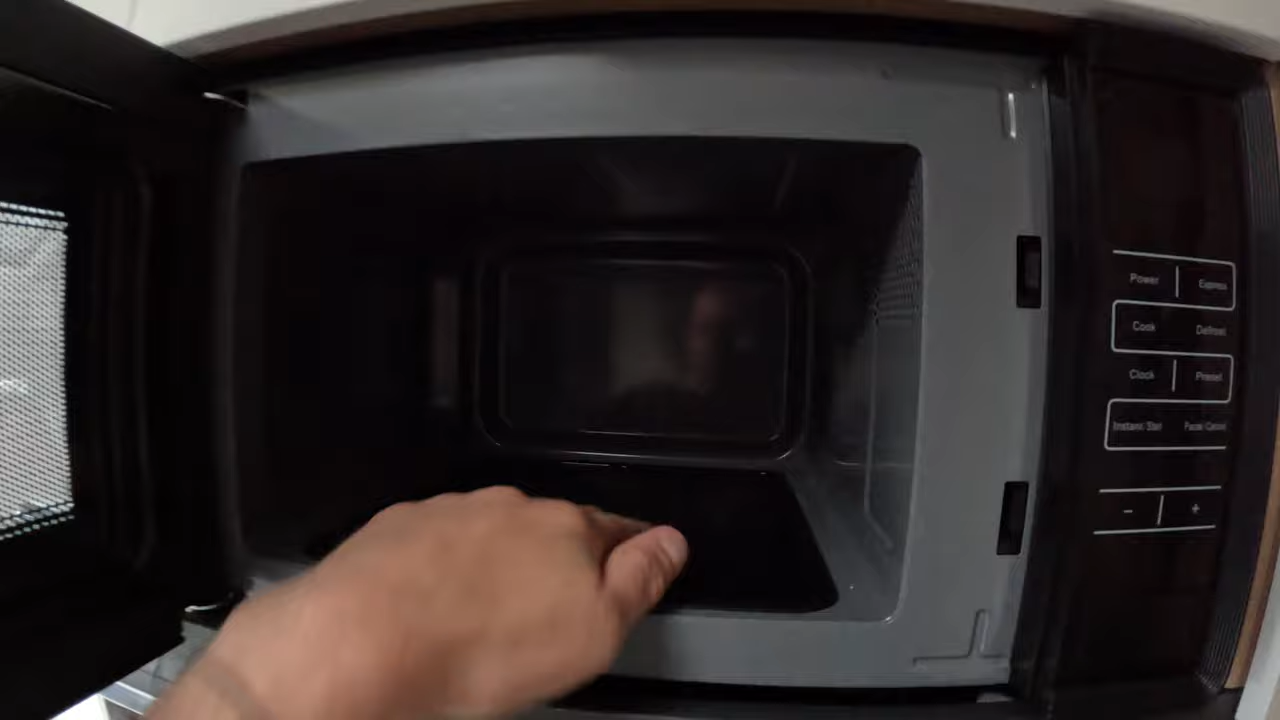 Power Express
Cook Defrost
Clock Preset
Instant/Start Pause/Cancel
- +